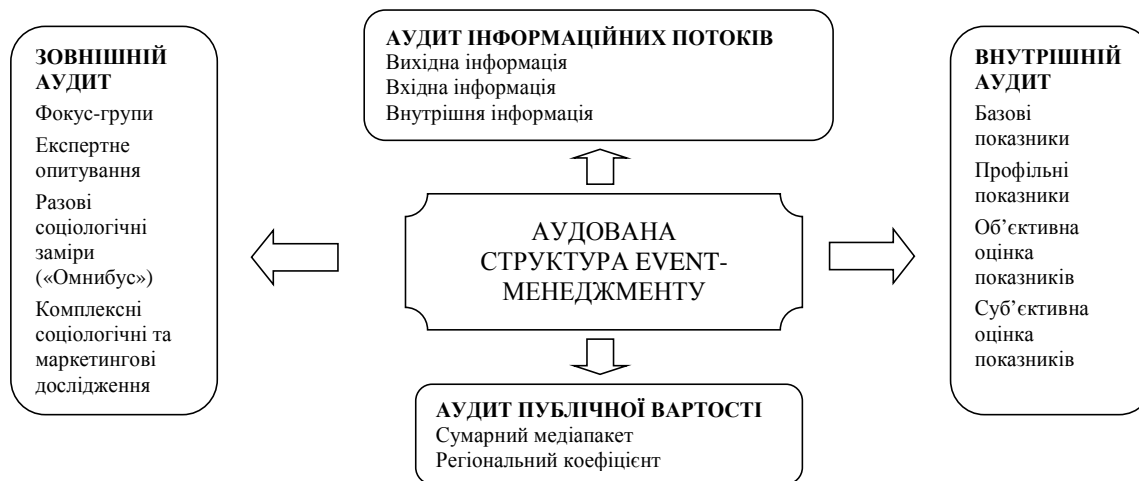 ЗОВНІШНІЙ
АУДИТ
Фокус-групи
Експертне
опитування
Разові
соціологічні
заміри
(«Омнибус»)
Комплексні
соціологічні та
маркетингові
дослідження
АУДИТ ІНФОРМАЦІЙНИХ ПОТОКІВ
Вихідна інформація
Вхідна інформація
Внутрішня інформація
АУДОВАНА
СТРУКТУРА EVENT-
МЕНЕДЖМЕНТУ
АУДИТ ПУБЛІЧНОЇ ВАРТОСТІ
Сумарний медіапакет
Регіональний коефіцієнт
ВНУТРІШНІЙ
АУДИТ
Базові
показники
Профільні
показники
Об’єктивна
оцінка
показників
Суб’єктивна
оцінка
показників